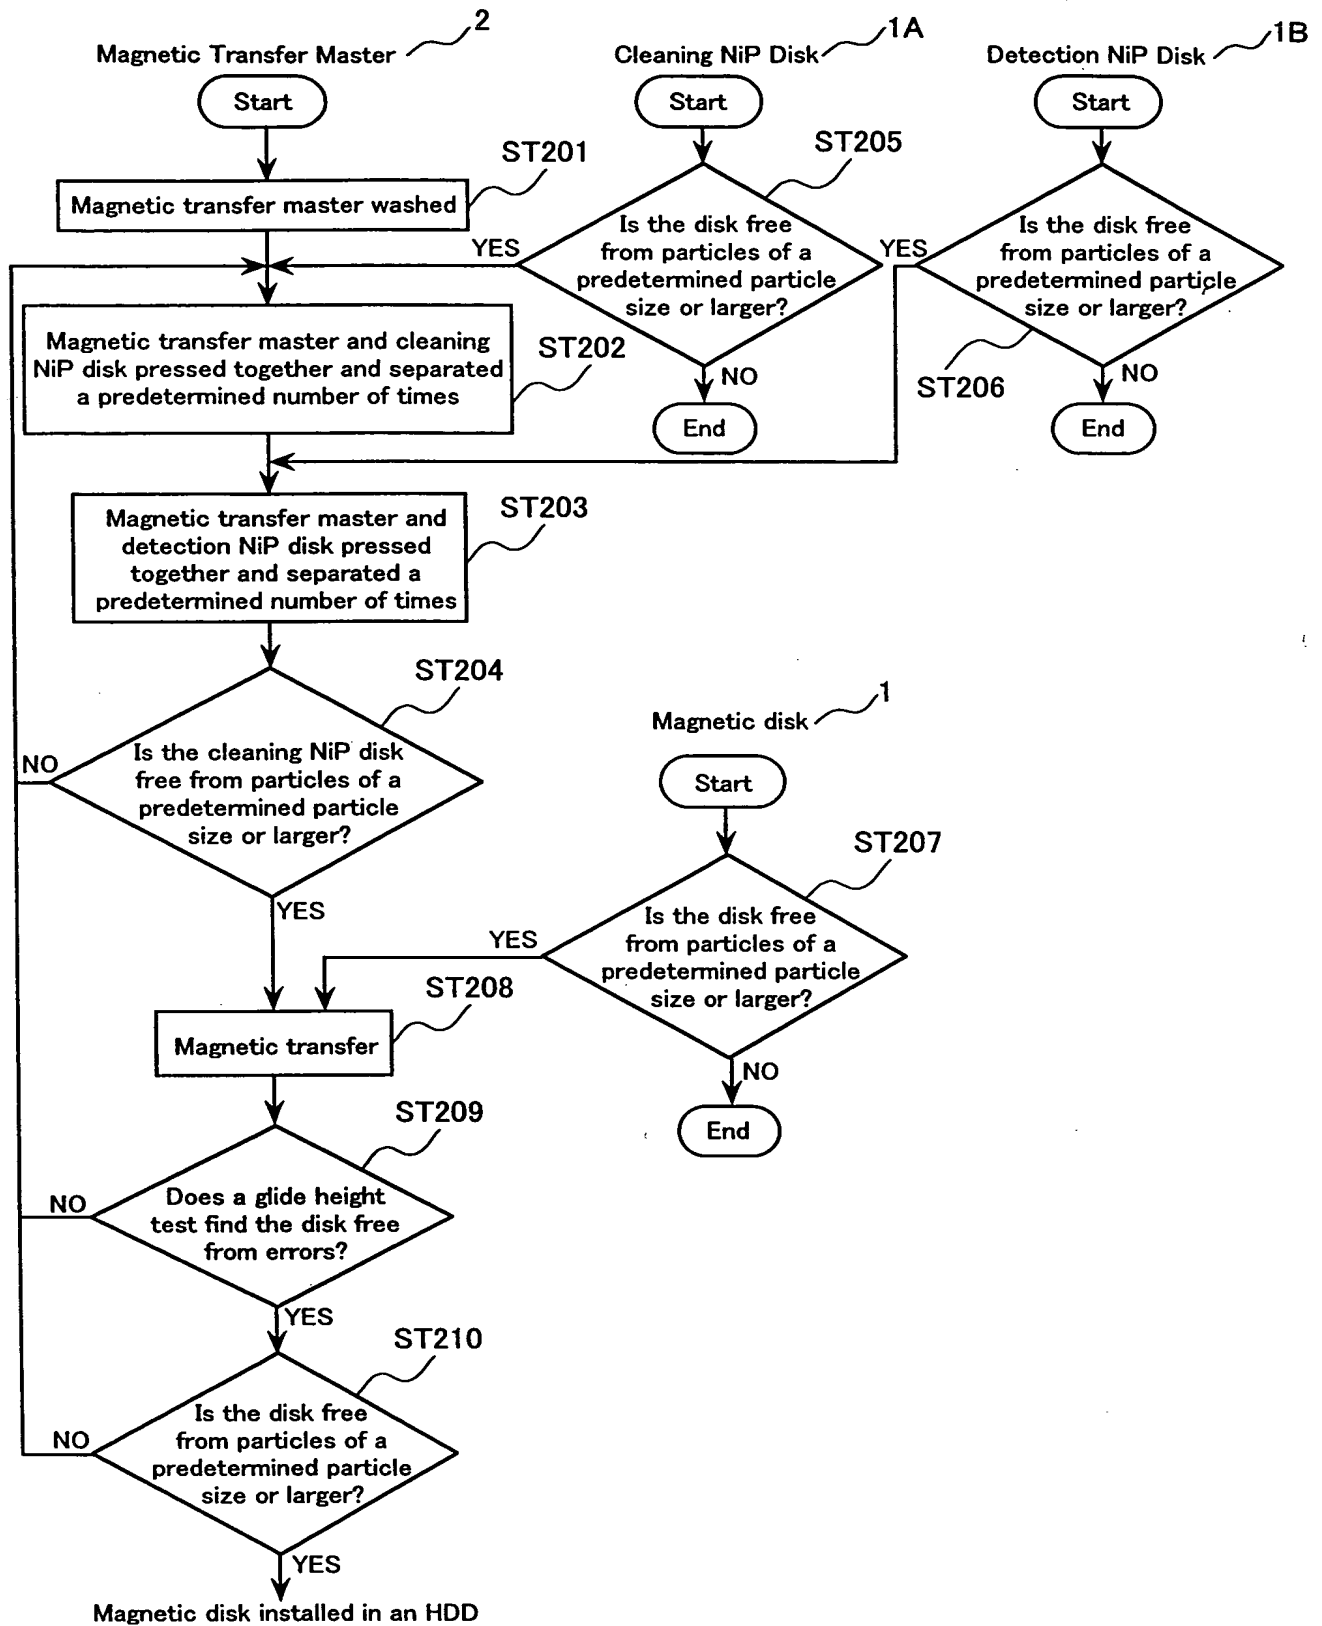 2
Magnetic Transfer Master
Start
1A
Cleaning NiP Disk
Start
1B
Detection NiP Disk
Start
ST201
Magnetic transfer master washed
ST205
Is the disk free
from particles of a
predetermined particle
size or larger?
YES
NO
End
Is the disk free
from particles of a
predetermined particle
size or larger?
YES
ST206
NO
End
Magnetic transfer master and cleaning
NiP disk pressed together and separated
a predetermined number of times
ST202
Magnetic transfer master and
detection NiP disk pressed
together and separated a
predetermined number of times
ST203
ST204
Is the cleaning NiP disk
free from particles of a
predetermined particle
size or larger?
NO
YES
1
Magnetic disk
Start
ST207
Is the disk free
from particles of a
predetermined particle
size or larger?
YES
NO
End
ST208
Magnetic transfer
ST209
Does a glide height
test find the disk free
from errors?
NO
YES
ST210
Is the disk free
from particles of a
predetermined particle
size or larger?
NO
YES
Magnetic disk installed in an HDD